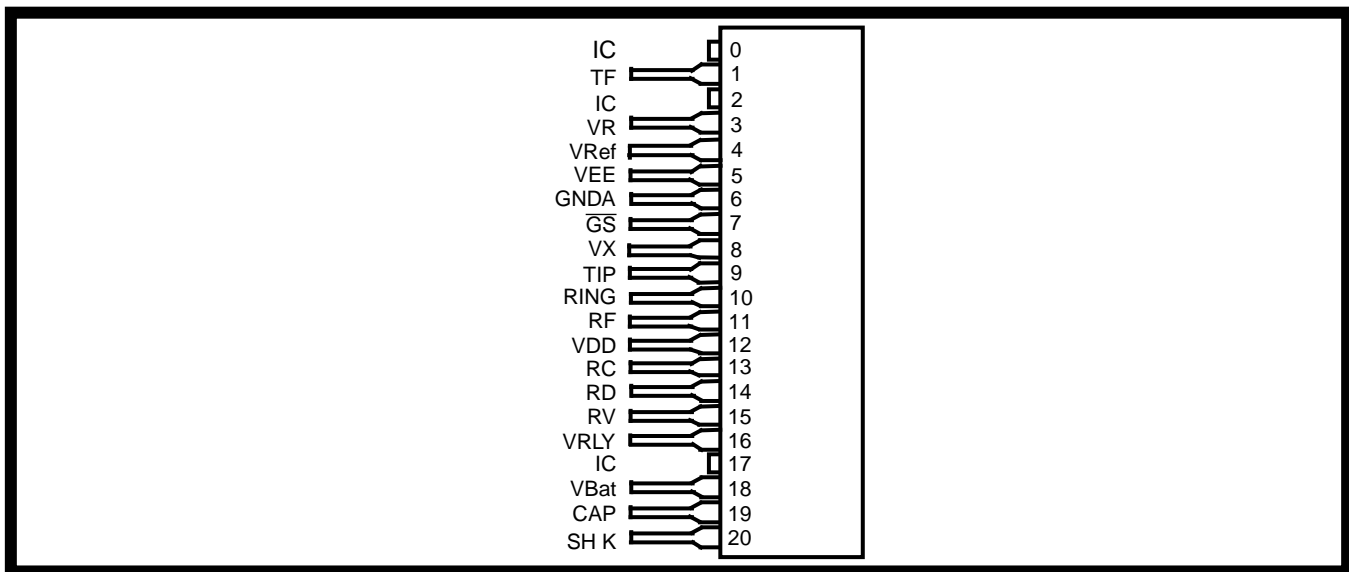 IC 0
TF 1
IC 2
VR 3
VRef 4
VEE 5
GNDA 6
G̅S̅ 7
VX 8
TIP 9
RING 10
RF 11
VDD 12
RC 13
RD 14
RV 15
VRLY 16
IC 17
VBat 18
CAP 19
SH K 20